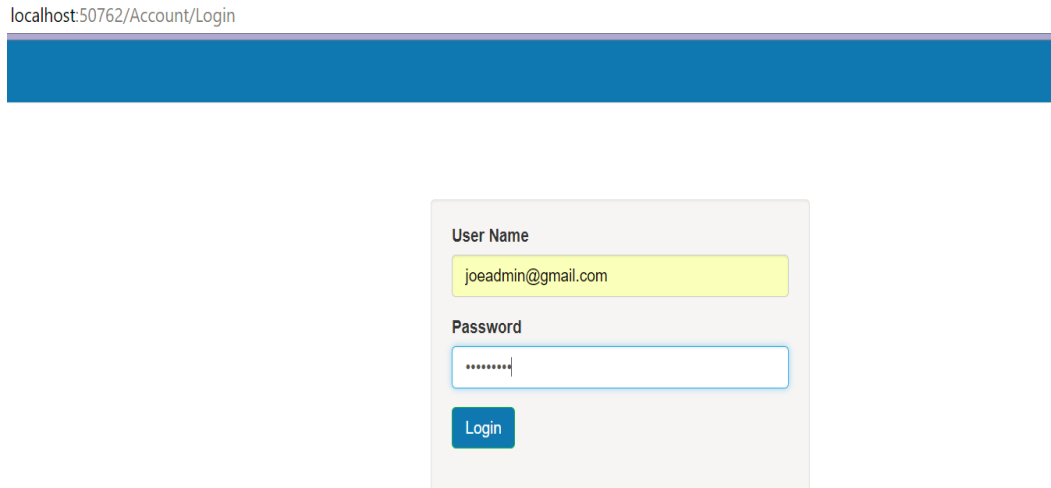 localhost:50762/Account/Login
User Name
joeadmin@gmail.com
Password
•••••••••
Login